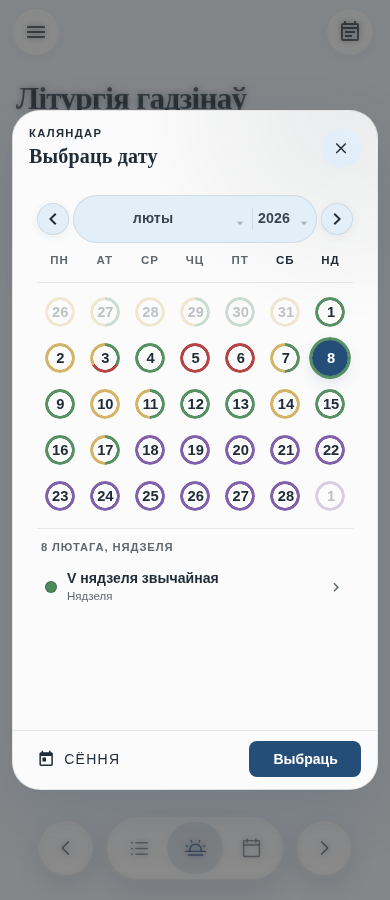 Літургія гадзінаў
КАЛЯНДАР
Выбраць дату
люты 2026
ПН АТ СР ЧЦ ПТ СБ НД
26 27 28 29 30 31 1
2 3 4 5 6 7 8
9 10 11 12 13 14 15
16 17 18 19 20 21 22
23 24 25 26 27 28 1
8 ЛЮТАГА, НЯДЗЕЛЯ
V нядзеля звычайная
Нядзеля
СЁННЯ Выбраць